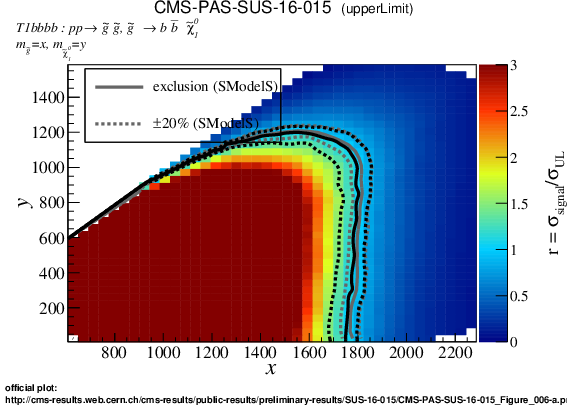 CMS-PAS-SUS-16-015 (upperLimit)
T1bbbb : pp→ g̃ g̃, g̃ → b b̄ χ̃₁⁰
m_g̃=x, m_χ̃₁⁰=y
exclusion (SModelS)
±20% (SModelS)
1400
1200
1000
800
600
400
200
y
800 1000 1200 1400 1600 1800 2000 2200
x
3
2.5
2
1.5
1
0.5
0
r = σ_signal/σ_UL
official plot:
http://cms-results.web.cern.ch/cms-results/public-results/preliminary-results/SUS-16-015/CMS-PAS-SUS-16-015_Figure_006-a.p